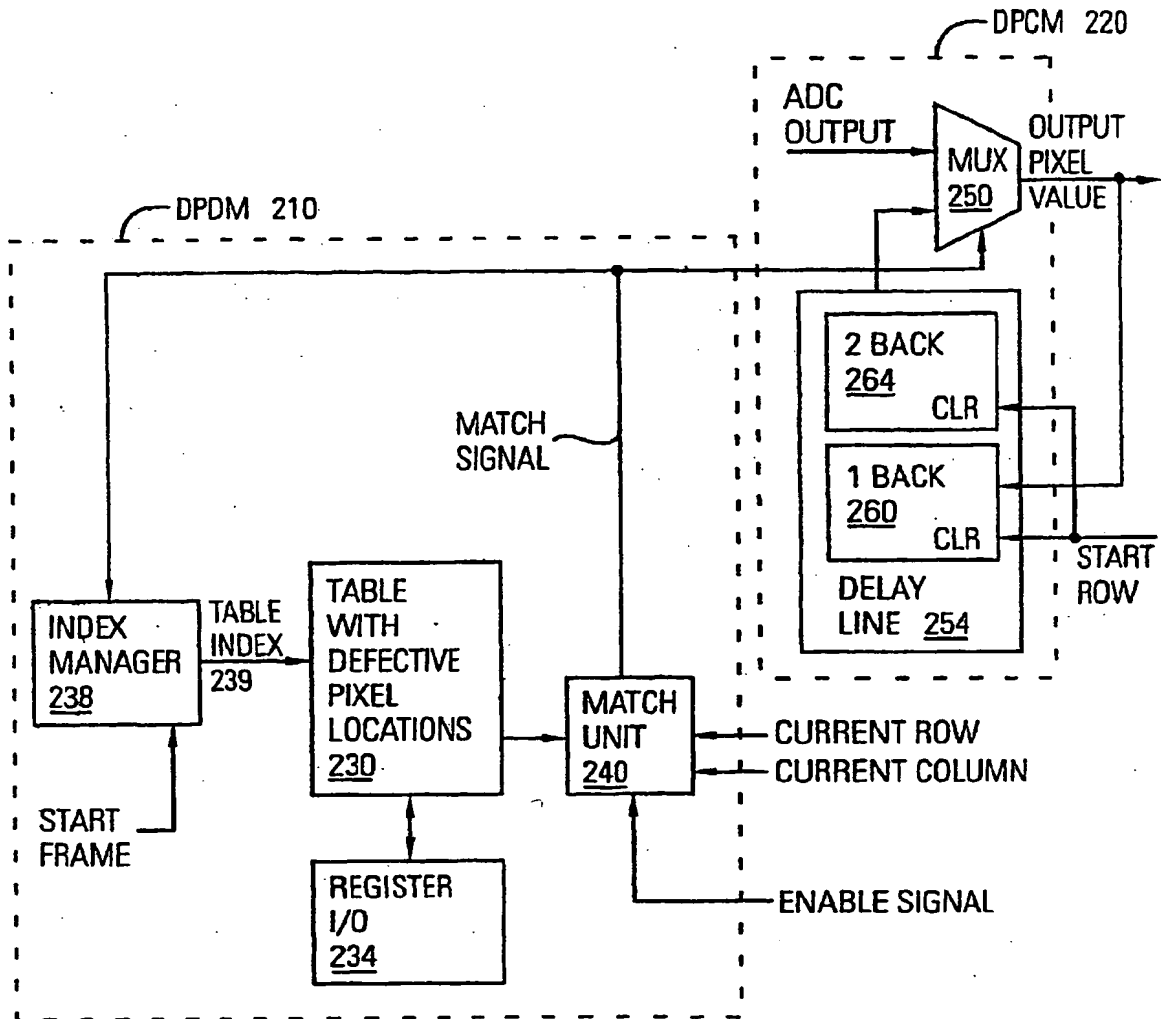 DPCM 220
ADC
OUTPUT
MUX
250
OUTPUT
PIXEL
VALUE
DPDM 210
2 BACK
264
CLR
MATCH
SIGNAL
1 BACK
260
CLR
START
ROW
DELAY
LINE 254
INDEX
MANAGER
238
TABLE
INDEX
239
TABLE
WITH
DEFECTIVE
PIXEL
LOCATIONS
230
MATCH
UNIT
240
CURRENT ROW
CURRENT COLUMN
START
FRAME
REGISTER
I/O
234
ENABLE SIGNAL